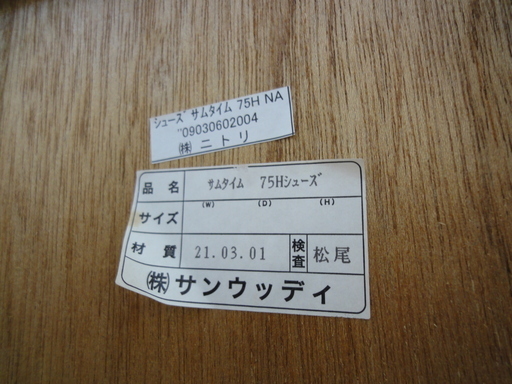 シューズ サムタイム 75H NA
09030602004
㈱ ニトリ
品名 サムタイム 75Hシューズ
サイズ (W) (D) (H)
材質 21.03.01 検査 松尾
㈱サンウッディ